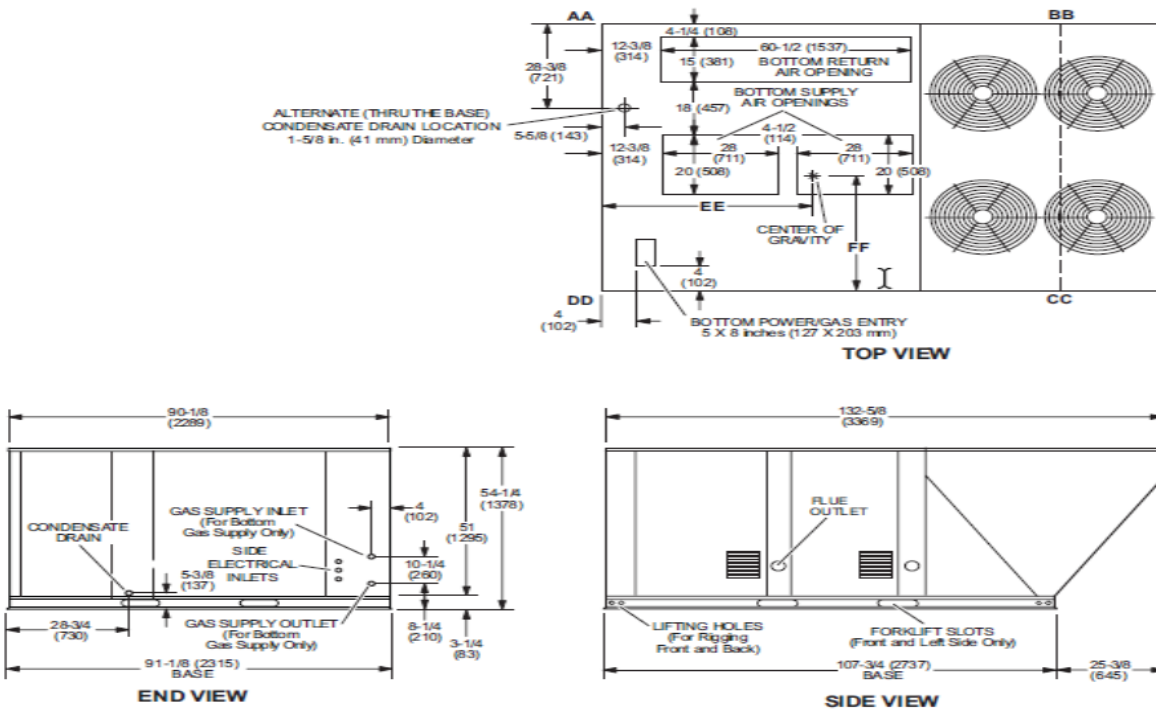 AA
BB
4-1/4 (108)
12-3/8
(314)
60-1/2 (1537)
28-3/8
(721)
15 (381)
BOTTOM RETURN
AIR OPENING
BOTTOM SUPPLY
AIR OPENINGS
18 (457)
ALTERNATE (THRU THE BASE)
CONDENSATE DRAIN LOCATION
1-5/8 in. (41 mm) Diameter
5-5/8 (143)
4-1/2
(114)
12-3/8
(314)
28
(711)
28
(711)
20 (508)
20 (508)
EE
CENTER OF
GRAVITY
FF
4
(102)
DD
CC
4
(102)
BOTTOM POWER/GAS ENTRY
5 X 8 inches (127 X 203 mm)
TOP VIEW
90-1/8
(2289)
54-1/4
(1378)
GAS SUPPLY INLET
(For Bottom
Gas Supply Only)
4
(102)
51
(1295)
CONDENSATE
DRAIN
SIDE
ELECTRICAL
INLETS
10-1/4
(260)
5-3/8
(137)
28-3/4
(730)
GAS SUPPLY OUTLET
(For Bottom
Gas Supply Only)
8-1/4
(210)
3-1/4
(83)
91-1/8 (2315)
BASE
END VIEW
132-5/8
(3369)
FLUE
OUTLET
LIFTING HOLES
(For Rigging
Front and Back)
FORKLIFT SLOTS
(Front and Left Side Only)
107-3/4 (2737)
BASE
25-3/8
(645)
SIDE VIEW